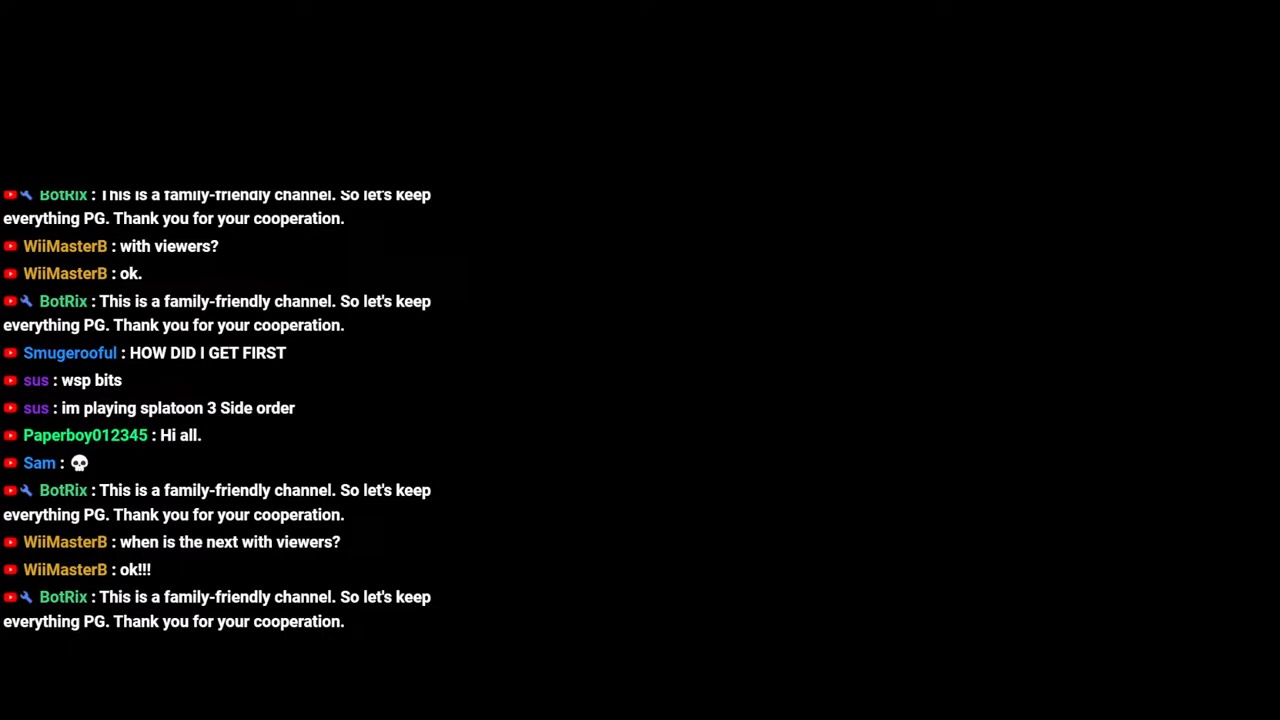 BotRix : This is a family-friendly channel. So let's keep
everything PG. Thank you for your cooperation.
WiiMasterB : with viewers?
WiiMasterB : ok.
BotRix : This is a family-friendly channel. So let's keep
everything PG. Thank you for your cooperation.
Smugerooful : HOW DID I GET FIRST
sus : wsp bits
sus : im playing splatoon 3 Side order
Paperboy012345 : Hi all.
Sam : 💀
BotRix : This is a family-friendly channel. So let's keep
everything PG. Thank you for your cooperation.
WiiMasterB : when is the next with viewers?
WiiMasterB : ok!!!
BotRix : This is a family-friendly channel. So let's keep
everything PG. Thank you for your cooperation.